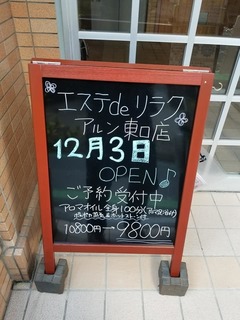 エステdeリラク
アルン東口店
12月3日
OPEN♪
ご予約受付中
アロマオイル全身100分
10,800円→9800円